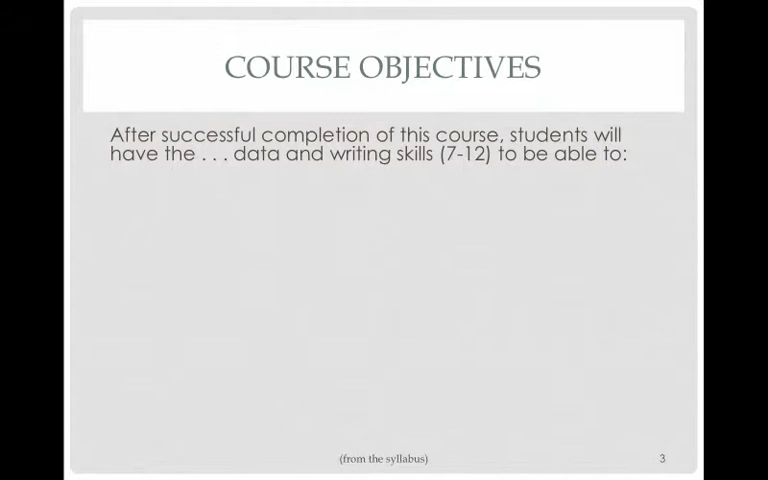 COURSE OBJECTIVES
After successful completion of this course, students will
have the . . . data and writing skills (7-12) to be able to:
(from the syllabus)
3